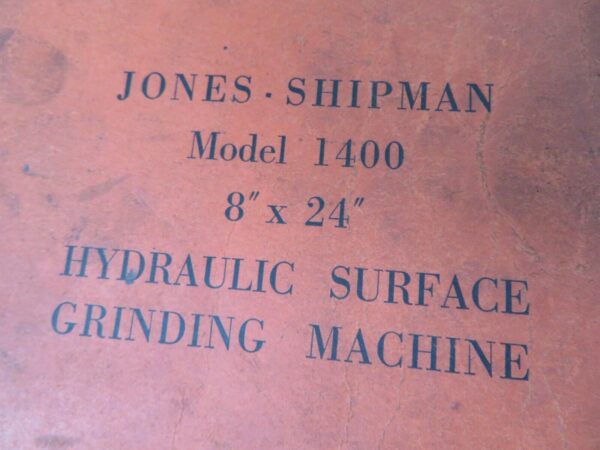 JONES · SHIPMAN
Model 1400
8" x 24"
HYDRAULIC SURFACE
GRINDING MACHINE